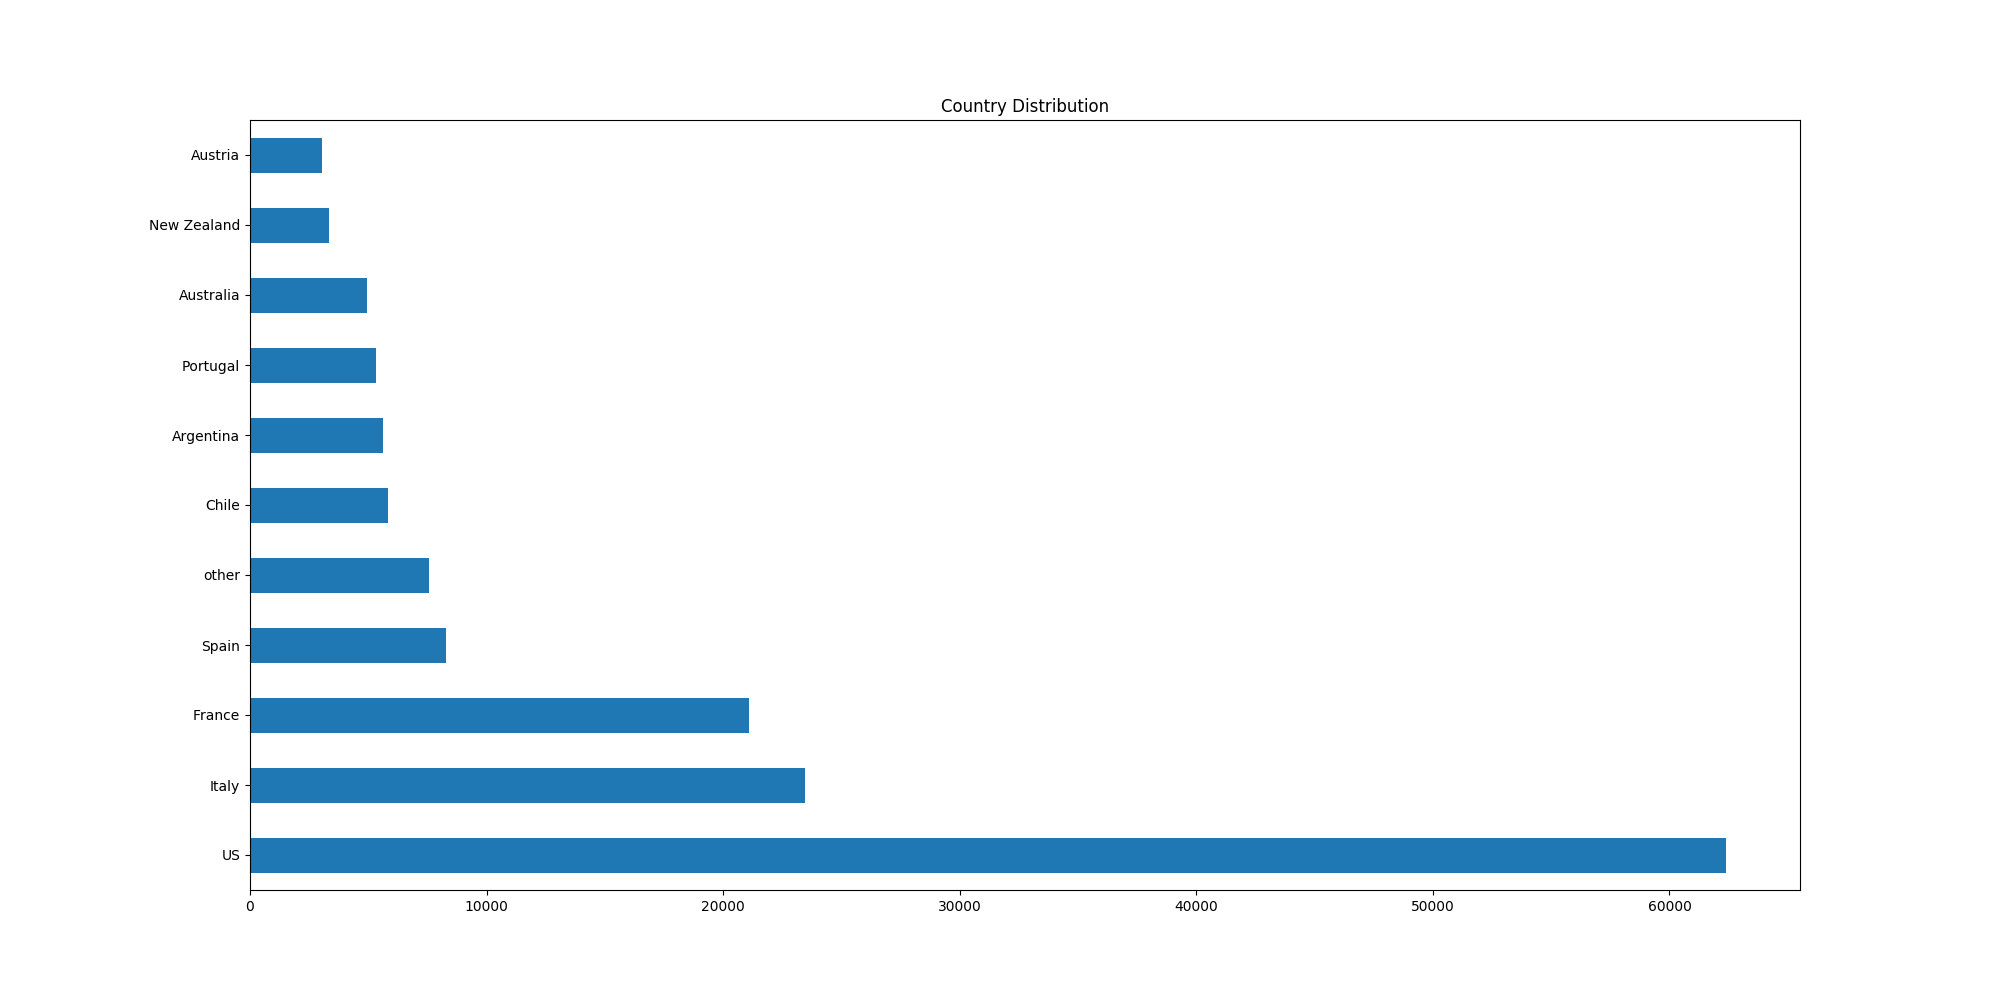 Country Distribution
Austria
New Zealand
Australia
Portugal
Argentina
Chile
other
Spain
France
Italy
US
0 10000 20000 30000 40000 50000 60000